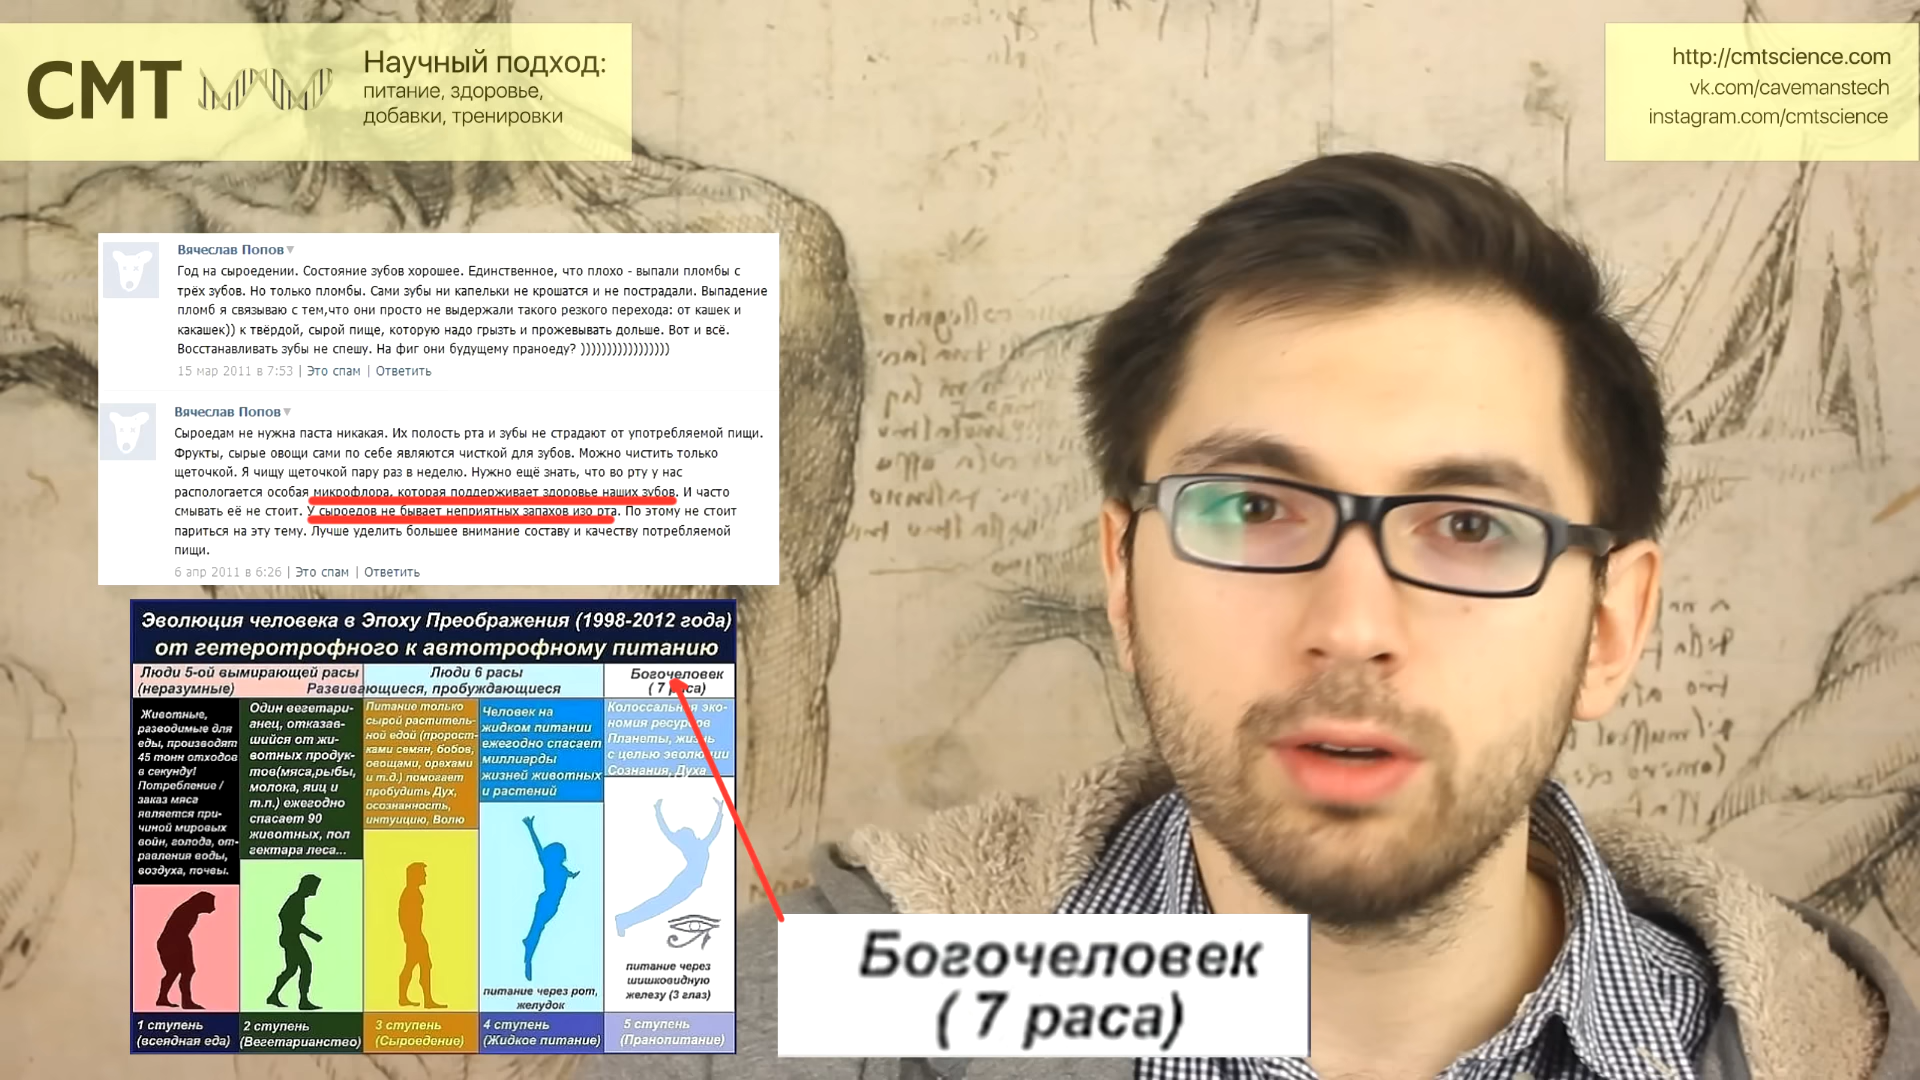 CMT
Научный подход:
питание, здоровье,
добавки, тренировки
http://cmtscience.com
vk.com/cavemanstech
instagram.com/cmtscience
Вячеслав Попов
Год на сыроедении. Состояние зубов хорошее. Единственное, что плохо - выпали пломбы с
трёх зубов. Но только пломбы. Сами зубы ни капельки не крошатся и не пострадали. Выпадение
пломб я связываю с тем,что они просто не выдержали такого резкого перехода: от кашек и
какашек)) к твёрдой, сырой пище, которую надо грызть и прожевывать дольше. Вот и всё.
Восстанавливать зубы не спешу. На фиг они будущему праноеду? )))))))))))))))))
15 мар 2011 в 7:53 | Это спам | Ответить
Вячеслав Попов
Сыроедам не нужна паста никакая. Их полость рта и зубы не страдают от употребляемой пищи.
Фрукты, сырые овощи сами по себе являются чисткой для зубов. Можно чистить только
щеточкой. Я чищу щеточкой пару раз в неделю. Нужно ещё знать, что во рту у нас
распологается особая микрофлора, которая поддерживает здоровье наших зубов. И часто
смывать её не стоит. У сыроедов не бывает неприятных запахов изо рта. По этому не стоит
париться на эту тему. Лучше уделить большее внимание составу и качеству потребляемой
пищи.
6 апр 2011 в 6:26 | Это спам | Ответить
Эволюция человека в Эпоху Преображения (1998-2012 года)
от гетеротрофного к автотрофному питанию
Люди 5-ой вымирающей расы
(неразумные)
Люди 6 расы
Развивающиеся, пробуждающиеся
Богочеловек
( 7 раса)
Животные,
разводимые для
еды, производят
45 тонн отходов
в секунду!
Потребление /
заказ мяса
является при-
чиной мировых
войн, голода, от-
равления воды,
воздуха, почвы.
Один вегетари-
анец, отказав-
шийся от жи-
вотных продук-
тов(мяса,рыбы,
молока, яиц и
т.п.) ежегодно
спасает 90
животных, пол
гектара леса...
Питание только
сырой раститель-
ной едой (пророст-
ками семян, бобов,
овощами, орехами
и т.д.) помогает
пробудить Дух,
осознанность,
интуицию, Волю
Человек на
жидком питании
ежегодно спасает
миллиарды
жизней животных
и растений
Колоссальная эко-
номия ресурсов
Планеты, жизнь
с целью эволюции
Сознания, Духа
питание через рот,
желудок
питание через
шишковидную
железу (3 глаз)
1 ступень
(всеядная еда)
2 ступень
(Вегетарианство)
3 ступень
(Сыроедение)
4 ступень
(Жидкое питание)
5 ступень
(Пранопитание)
Богочеловек
( 7 раса)